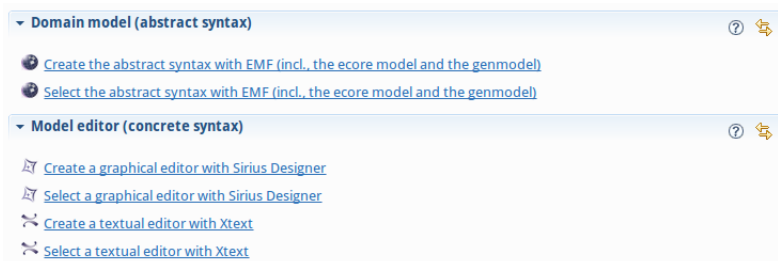 Domain model (abstract syntax)
Create the abstract syntax with EMF (incl., the ecore model and the genmodel)
Select the abstract syntax with EMF (incl., the ecore model and the genmodel)
Model editor (concrete syntax)
Create a graphical editor with Sirius Designer
Select a graphical editor with Sirius Designer
Create a textual editor with Xtext
Select a textual editor with Xtext